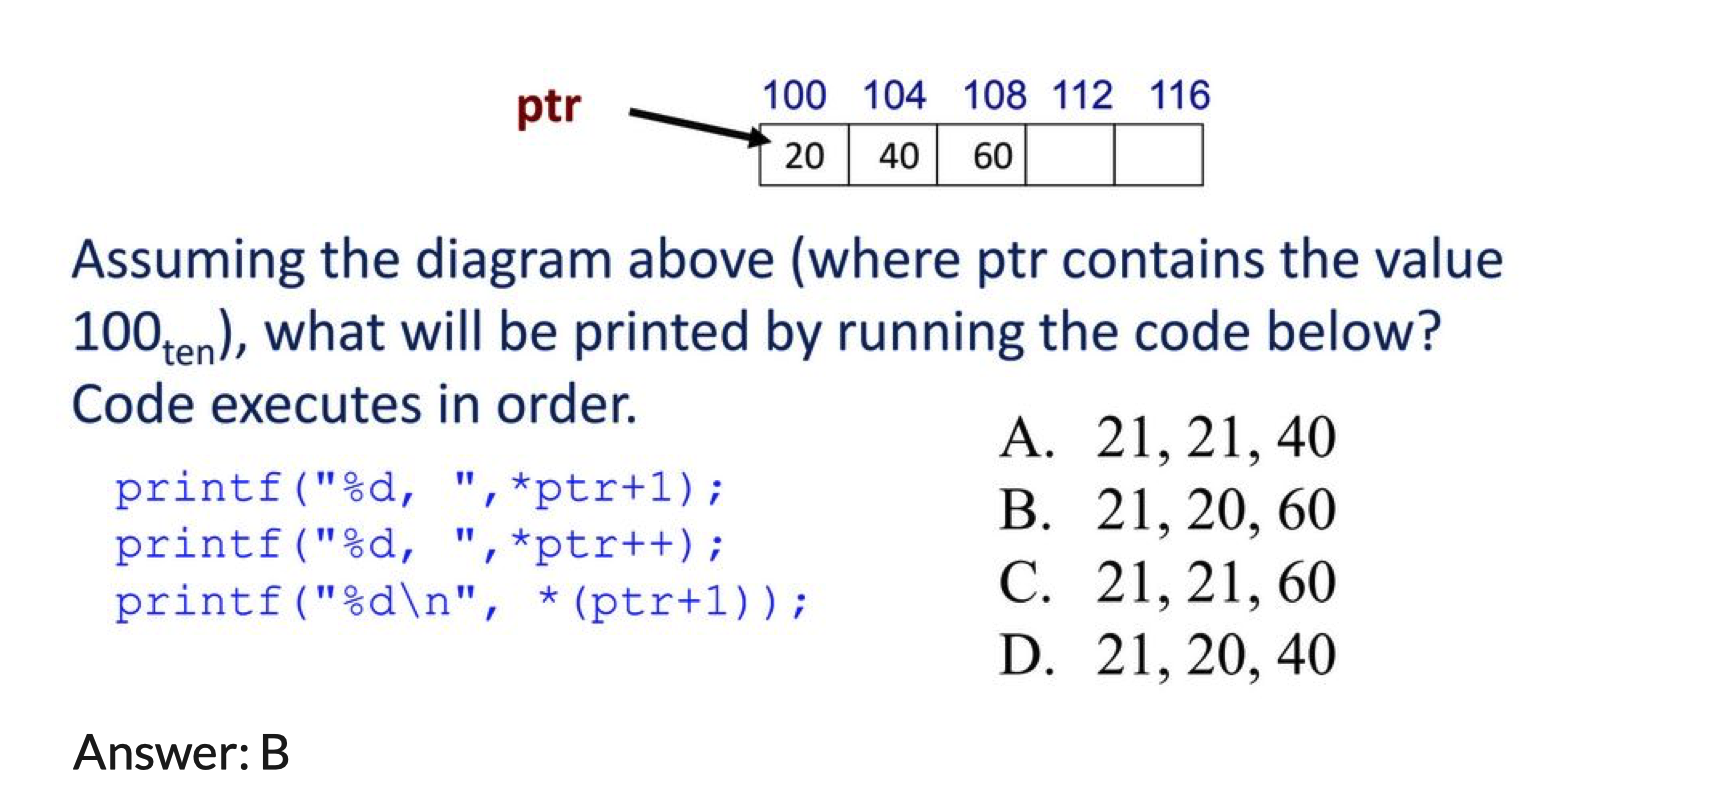 100 104 108 112 116
ptr
20 40 60
Assuming the diagram above (where ptr contains the value
100ten), what will be printed by running the code below?
Code executes in order.
printf("%d, ",*ptr+1);
printf("%d, ",*ptr++);
printf("%d\n", *(ptr+1));
A. 21, 21, 40
B. 21, 20, 60
C. 21, 21, 60
D. 21, 20, 40
Answer: B